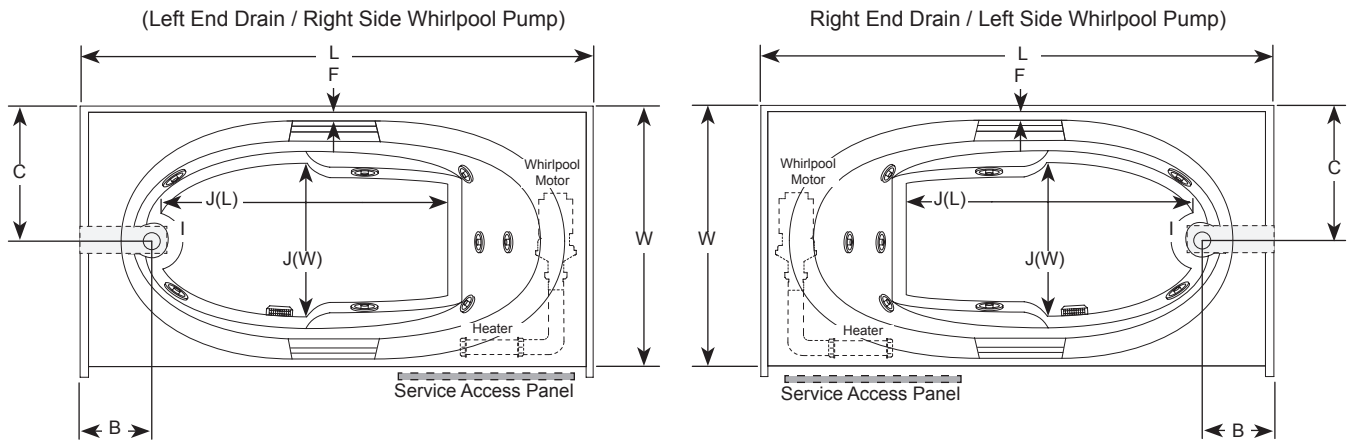 (Left End Drain / Right Side Whirlpool Pump)
L
F
C
Whirlpool
Motor
J(L)
I
W
J(W)
Heater
Service Access Panel
B
Right End Drain / Left Side Whirlpool Pump)
L
F
C
Whirlpool
Motor
J(L)
I
W
J(W)
Heater
Service Access Panel
B